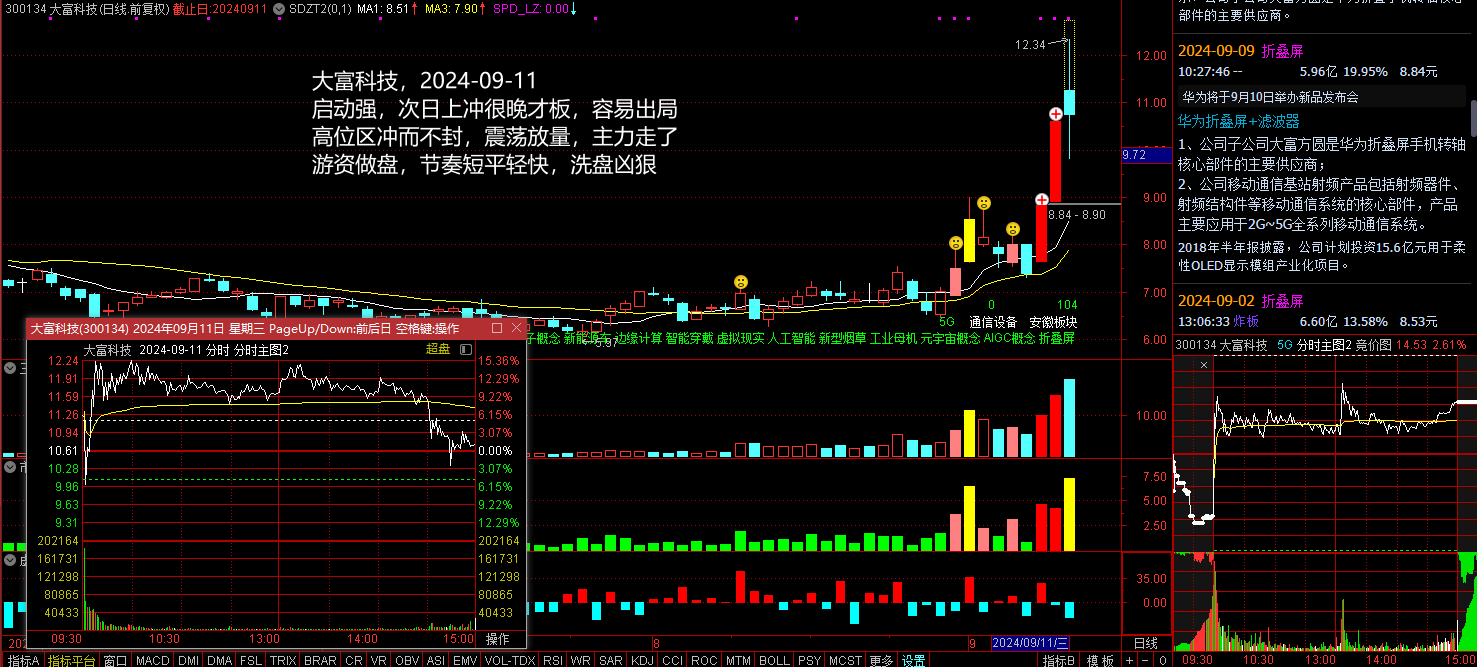 300134 大富科技(日线.前复权) 截止日:20240911 SDZT2(0,1) MA1: 8.51↑ MA3: 7.90↑ SPD_LZ: 0.00↓
大富科技，2024-09-11
启动强，次日上冲很晚才板，容易出局
高位区冲而不封，震荡放量，主力走了
游资做盘，节奏短平轻快，洗盘凶狠
12.34
8.84 - 8.90
5G
0
104
通信设备
安徽板块
边缘计算 智能穿戴 虚拟现实 人工智能 新型烟草 工业母机 元宇宙概念 AIGC概念 折叠屏
12.00
11.00
9.72
9.00
8.00
7.00
6.00
10.00
7.50
5.00
2.50
35.00
0.00
8
9
2024/09/11/三
日线
大富科技(300134) 2024年09月11日 星期三 PageUp/Down:前后日 空格键:操作
大富科技 2024-09-11 分时 分时主图2
超盘
12.24 15.36%
11.91 12.29%
11.59 9.22%
11.26 6.15%
10.94 3.07%
10.61 0.00%
10.28 3.07%
9.96 6.15%
9.63 9.22%
9.31 12.29%
202164 202164
161731 161731
121298 121298
80865 80865
40433 40433
09:30 10:30 13:00 14:00 15:00 操作
指标A 指标平台 窗口 MACD DMI DMA FSL TRIX BRAR CR VR OBV ASI EMV VOL-TDX RSI WR SAR KDJ CCI ROC MTM BOLL PSY MCST 更多 设置
指标B 模板 + - 0
部件的主要供应商。
2024-09-09 折叠屏
10:27:46 -- 5.96亿 19.95% 8.84元
华为将于9月10日举办新品发布会
华为折叠屏+滤波器
1、公司子公司大富方圆是华为折叠屏手机转轴
核心部件的主要供应商；
2、公司移动通信基站射频产品包括射频器件、
射频结构件等移动通信系统的核心部件，产品
主要应用于2G~5G全系列移动通信系统。
2018年半年报披露，公司计划投资15.6亿元用于柔
性OLED显示模组产业化项目。
2024-09-02 折叠屏
13:06:33 炸板 6.60亿 13.58% 8.53元
300134 大富科技 5G 分时主图2 竞价图 14.53 2.61%
09:30 10:30 13:00 14:00 15:00